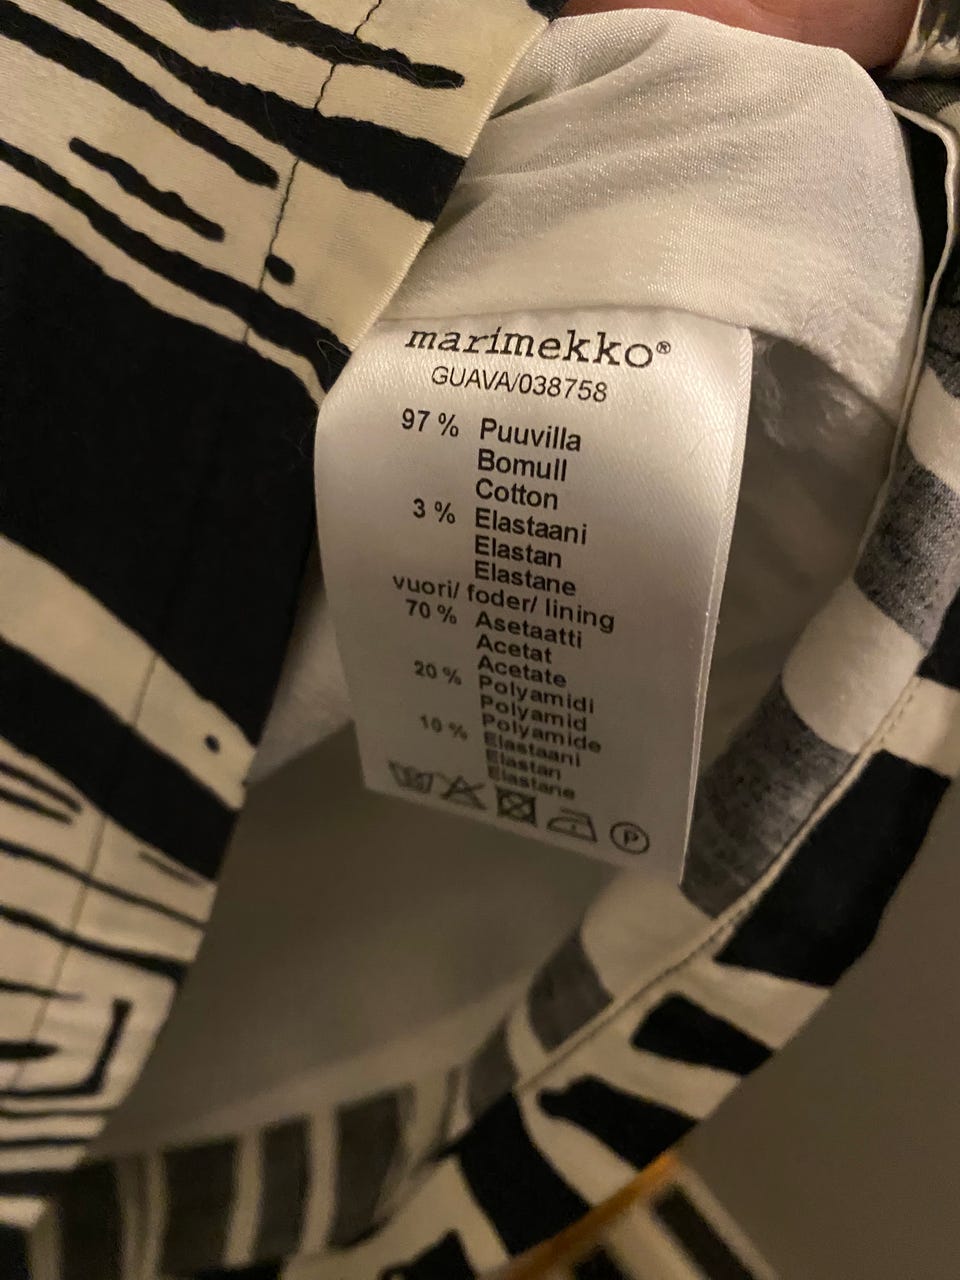 marimekko®
GUAVA/038758
97 % Puuvilla
Bomull
Cotton
3 % Elastaani
Elastan
Elastane
vuori/ foder/ lining
70 % Asetaatti
Acetat
Acetate
20 % Polyamidi
Polyamid
Polyamide
10 % Elastaani
Elastan
Elastane
P